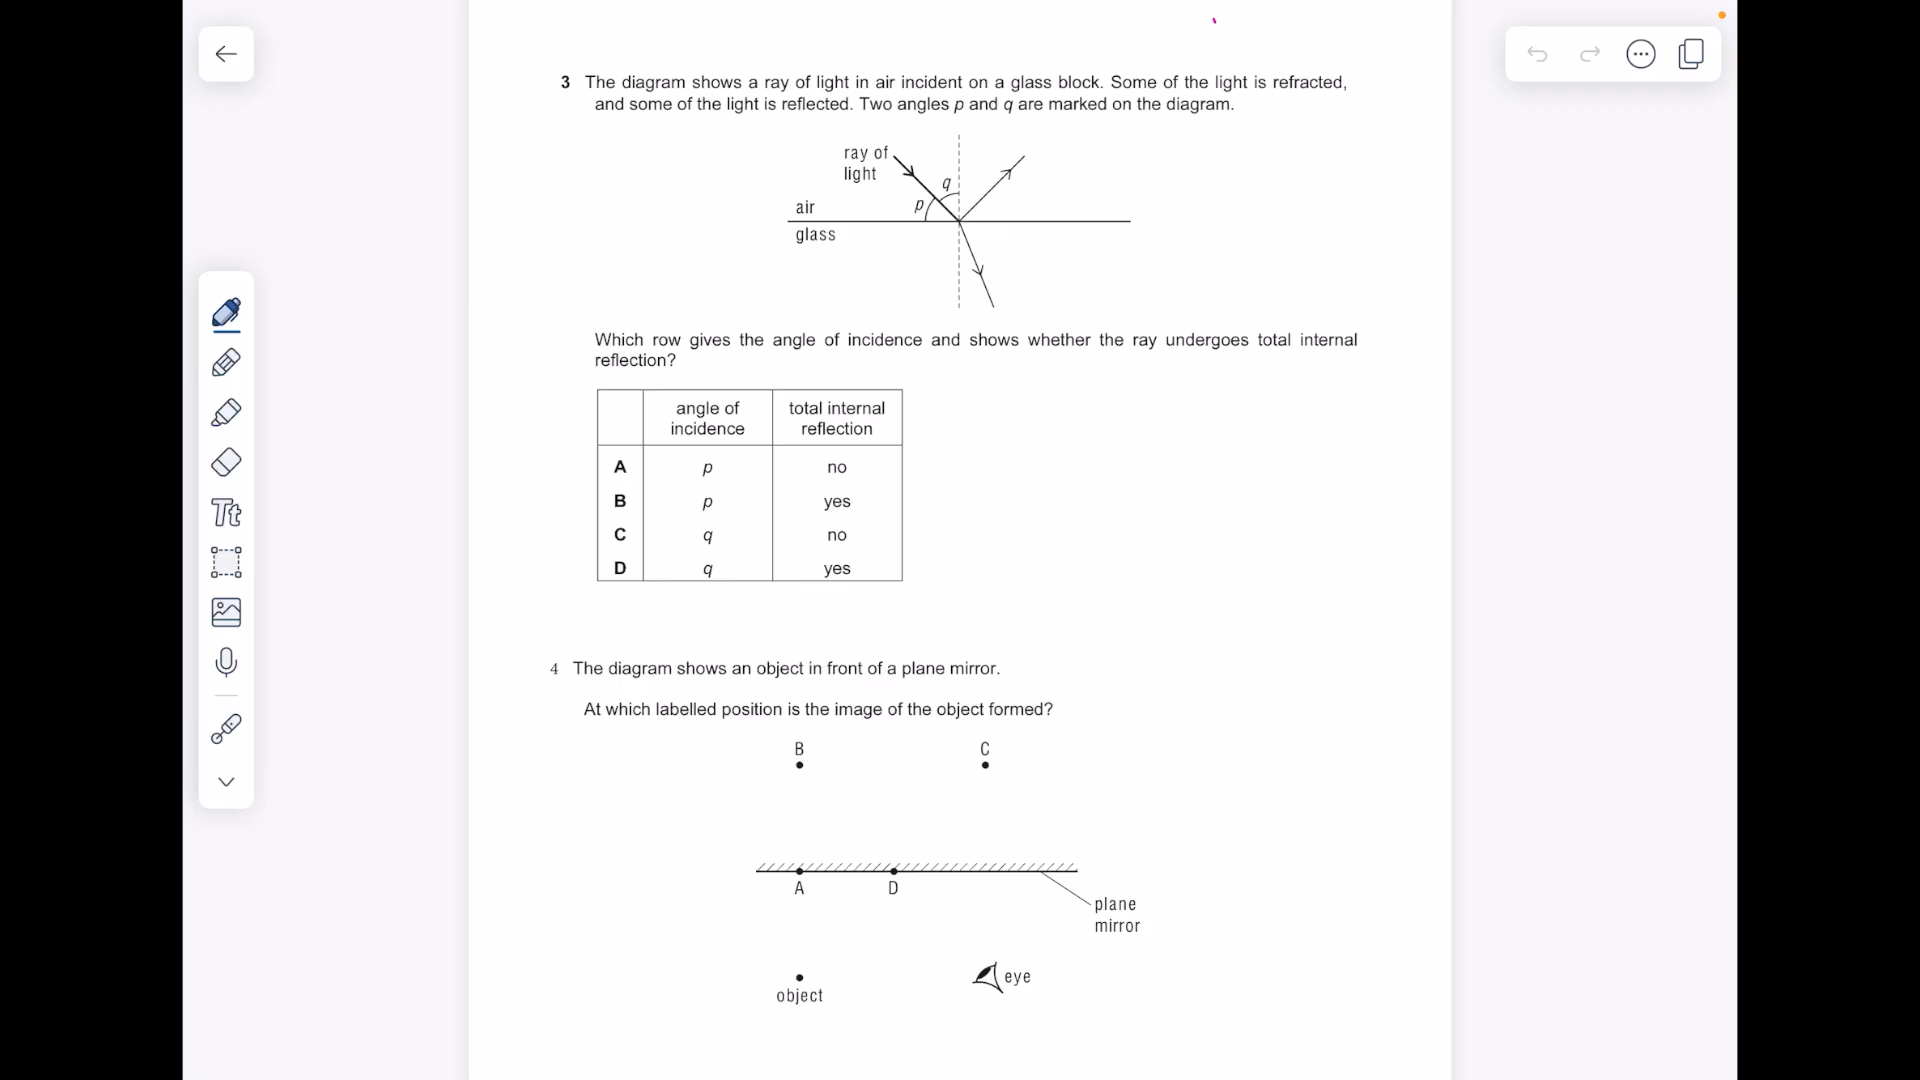 3 The diagram shows a ray of light in air incident on a glass block. Some of the light is refracted,
and some of the light is reflected. Two angles p and q are marked on the diagram.
ray of
light
q
p
air
glass
Which row gives the angle of incidence and shows whether the ray undergoes total internal
reflection?
angle of incidence total internal reflection
A p no
B p yes
C q no
D q yes
4 The diagram shows an object in front of a plane mirror.
At which labelled position is the image of the object formed?
B C
A D
plane
mirror
eye
object
Tt